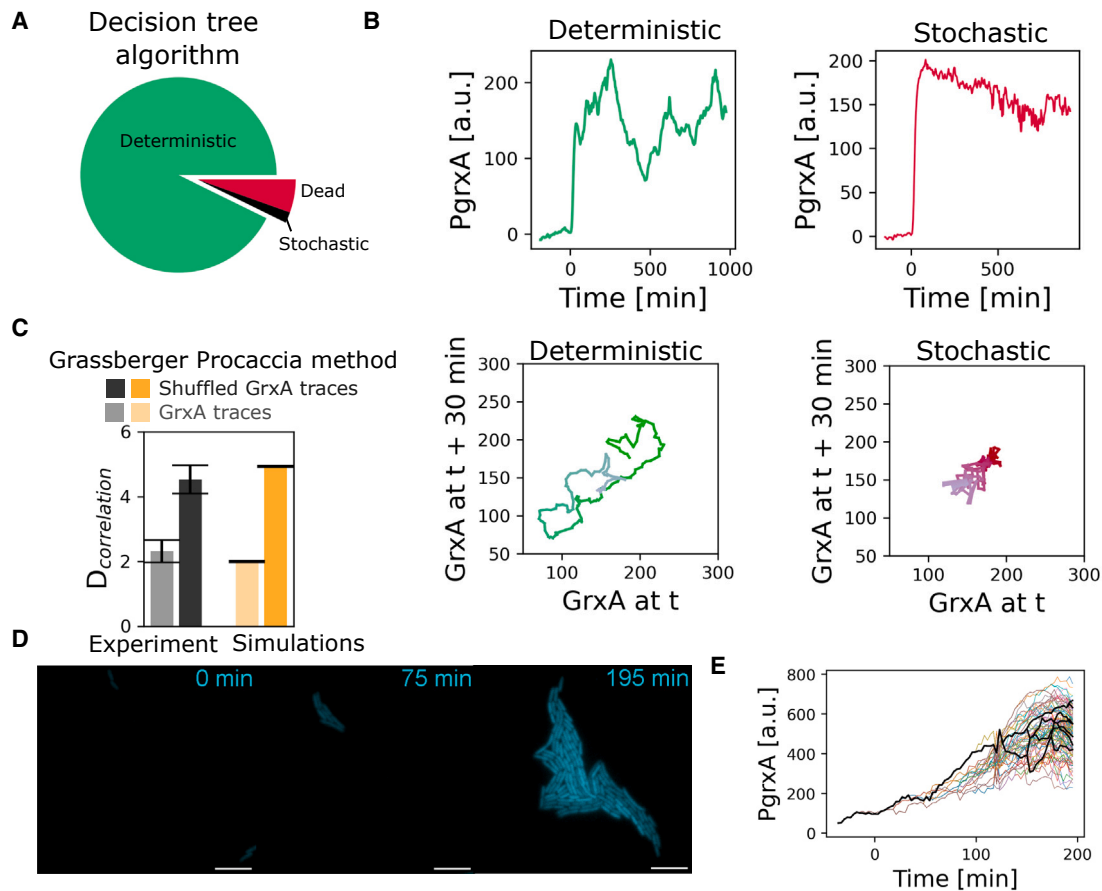 A
Decision tree
algorithm
Deterministic
Dead
Stochastic
B
Deterministic
PgrxA [a.u.]
200
150
100
50
0
0
500
1000
Time [min]
Stochastic
PgrxA [a.u.]
200
150
100
50
0
0
500
Time [min]
C
Grassberger Procaccia method
Shuffled GrxA traces
GrxA traces
Dcorrelation
6
4
2
0
Experiment
Simulations
Deterministic
GrxA at t + 30 min
300
250
200
150
100
50
100
200
300
GrxA at t
Stochastic
GrxA at t + 30 min
300
250
200
150
100
50
100
200
300
GrxA at t
D
0 min
75 min
195 min
E
PgrxA [a.u.]
800
600
400
200
0
0
100
200
Time [min]